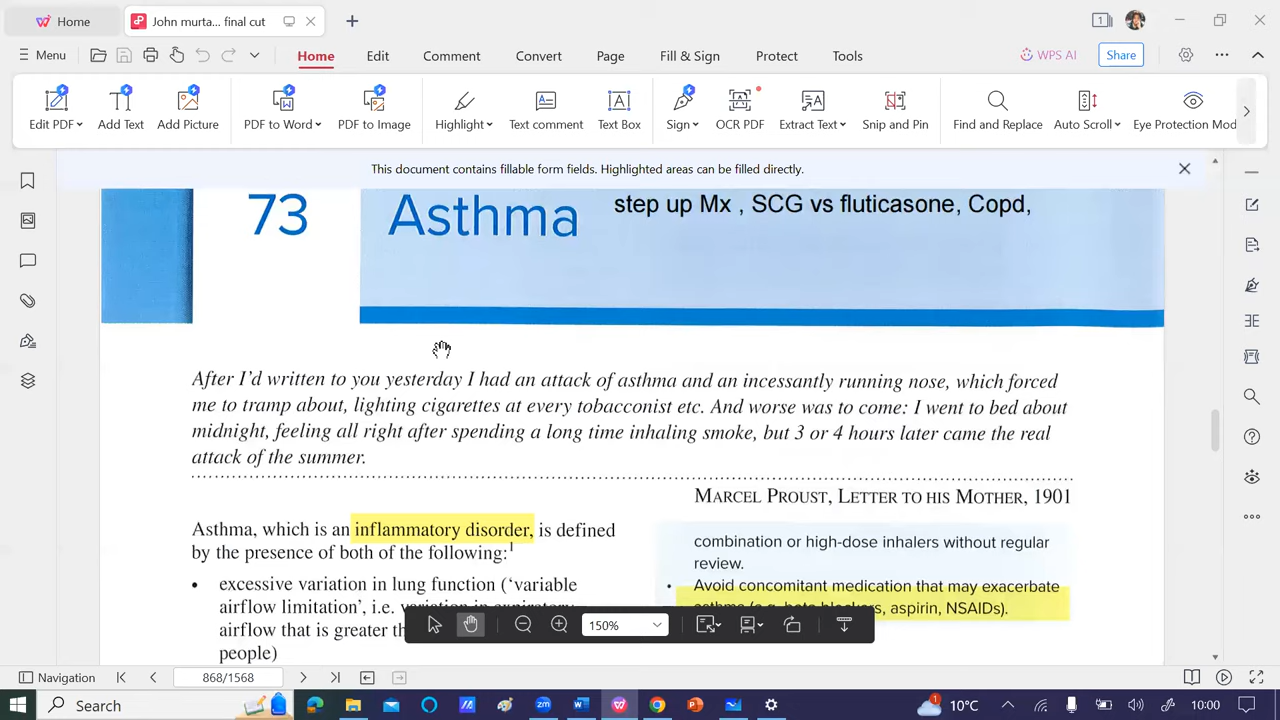 Home
John murta... final cut
1
Menu
Home
Edit
Comment
Convert
Page
Fill & Sign
Protect
Tools
WPS AI
Share
Edit PDF
Add Text
Add Picture
PDF to Word
PDF to Image
Highlight
Text comment
Text Box
Sign
OCR PDF
Extract Text
Snip and Pin
Find and Replace
Auto Scroll
Eye Protection Mod
This document contains fillable form fields. Highlighted areas can be filled directly.
73
Asthma
step up Mx , SCG vs fluticasone, Copd,
After I'd written to you yesterday I had an attack of asthma and an incessantly running nose, which forced
me to tramp about, lighting cigarettes at every tobacconist etc. And worse was to come: I went to bed about
midnight, feeling all right after spending a long time inhaling smoke, but 3 or 4 hours later came the real
attack of the summer.
MARCEL PROUST, LETTER TO HIS MOTHER, 1901
Asthma, which is an inflammatory disorder, is defined
by the presence of both of the following:1
• excessive variation in lung function ('variable
airflow limitation', i.e. variation in expiratory
airflow that is greater th
people)
combination or high-dose inhalers without regular
review.
• Avoid concomitant medication that may exacerbate
asthma (e.g. beta blockers, aspirin, NSAIDs).
150%
Navigation
868/1568
Search
1
10°C
10:00